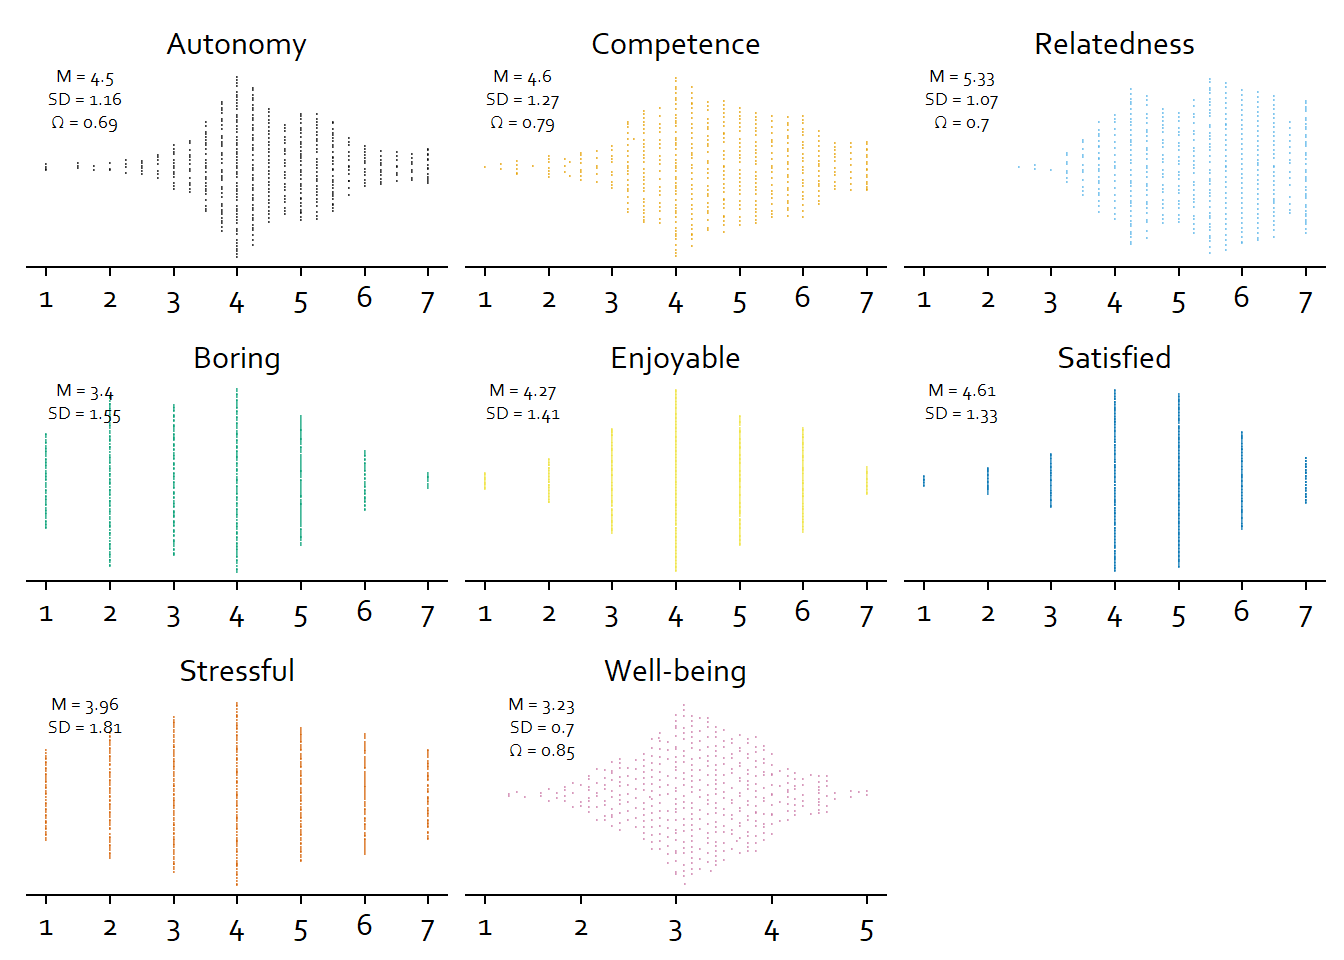 Autonomy
M = 4.5
SD = 1.16
Ω = 0.69
1 2 3 4 5 6 7
Competence
M = 4.6
SD = 1.27
Ω = 0.79
1 2 3 4 5 6 7
Relatedness
M = 5.33
SD = 1.07
Ω = 0.7
1 2 3 4 5 6 7
Boring
M = 3.4
SD = 1.55
1 2 3 4 5 6 7
Enjoyable
M = 4.27
SD = 1.41
1 2 3 4 5 6 7
Satisfied
M = 4.61
SD = 1.33
1 2 3 4 5 6 7
Stressful
M = 3.96
SD = 1.81
1 2 3 4 5 6 7
Well-being
M = 3.23
SD = 0.7
Ω = 0.85
1 2 3 4 5